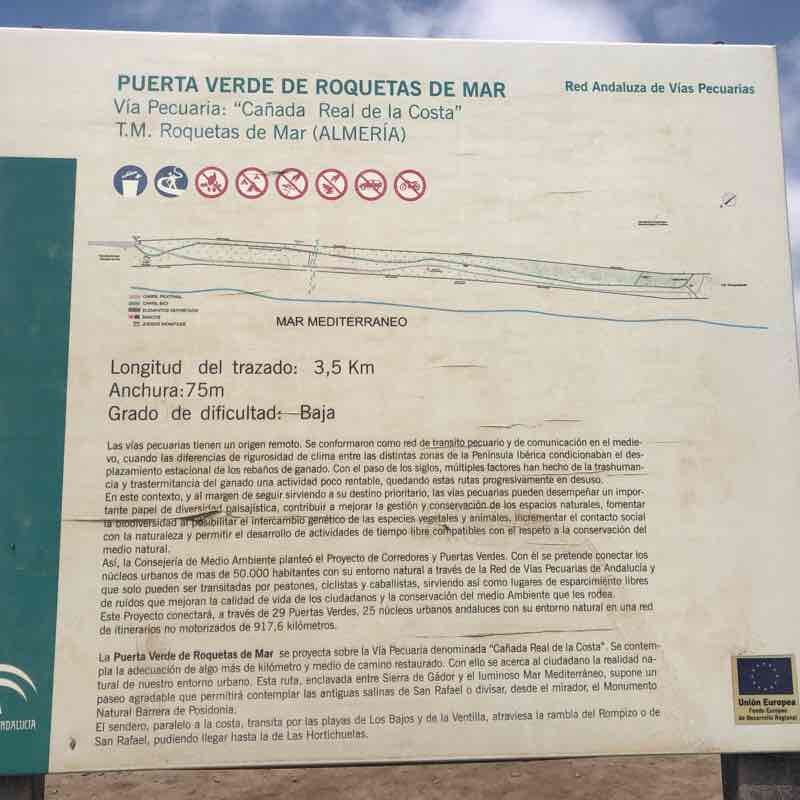 PUERTA VERDE DE ROQUETAS DE MAR
Red Andaluza de Vías Pecuarias
Vía Pecuaria: “Cañada Real de la Costa”
T.M. Roquetas de Mar (ALMERÍA)
CARRIL PEATONAL
CARRIL BICI
BANCOS
MAR MEDITERRANEO
Longitud del trazado: 3,5 Km
Anchura:75m
Grado de dificultad: Baja
Las vías pecuarias tienen un origen remoto. Se conformaron como red de transito pecuario y de comunicación en el medie-
vo, cuando las diferencias de rigurosidad de clima entre las distintas zonas de la Península Ibérica condicionaban el des-
plazamiento estacional de los rebaños de ganado. Con el paso de los siglos, múltiples factores han hecho de la trashuman-
cia y trastermitancia del ganado una actividad poco rentable, quedando estas rutas progresivamente en desuso.
En este contexto, y al margen de seguir sirviendo a su destino prioritario, las vías pecuarias pueden desempeñar un impor-
tante papel de diversidad paisajística, contribuir a mejorar la gestión y conservación de los espacios naturales, fomentar
la biodiversidad al posibilitar el intercambio genético de las especies vegetales y animales, incrementar el contacto social
con la naturaleza y permitir el desarrollo de actividades de tiempo libre compatibles con el respeto a la conservación del
medio natural.
Así, la Consejería de Medio Ambiente planteó el Proyecto de Corredores y Puertas Verdes. Con él se pretende conectar los
núcleos urbanos de mas de 50.000 habitantes con su entorno natural a través de la Red de Vías Pecuarias de Andalucía y
que solo pueden ser transitadas por peatones, ciclistas y caballistas, sirviendo así como lugares de esparcimiento libres
de ruidos que mejoran la calidad de vida de los ciudadanos y la conservación del medio Ambiente que les rodea.
Este Proyecto conectará, a través de 29 Puertas Verdes, 25 núcleos urbanos andaluces con su entorno natural en una red
de itinerarios no motorizados de 917,6 kilómetros.
La Puerta Verde de Roquetas de Mar se proyecta sobre la Vía Pecuaria denominada “Cañada Real de la Costa”. Se contem-
pla la adecuación de algo más de kilómetro y medio de camino restaurado. Con ello se acerca al ciudadano la realidad na-
tural de nuestro entorno urbano. Esta ruta, enclavada entre Sierra de Gádor y el luminoso Mar Mediterráneo, supone un
paseo agradable que permitirá contemplar las antiguas salinas de San Rafael o divisar, desde el mirador, el Monumento
Natural Barrera de Posidonia.
El sendero, paralelo a la costa, transita por las playas de Los Bajos y de la Ventilla, atraviesa la rambla del Rompizo o de
San Rafael, pudiendo llegar hasta la de Las Hortichuelas.
Unión Europea
Fondo Europeo
de Desarrollo Regional
ANDALUCIA